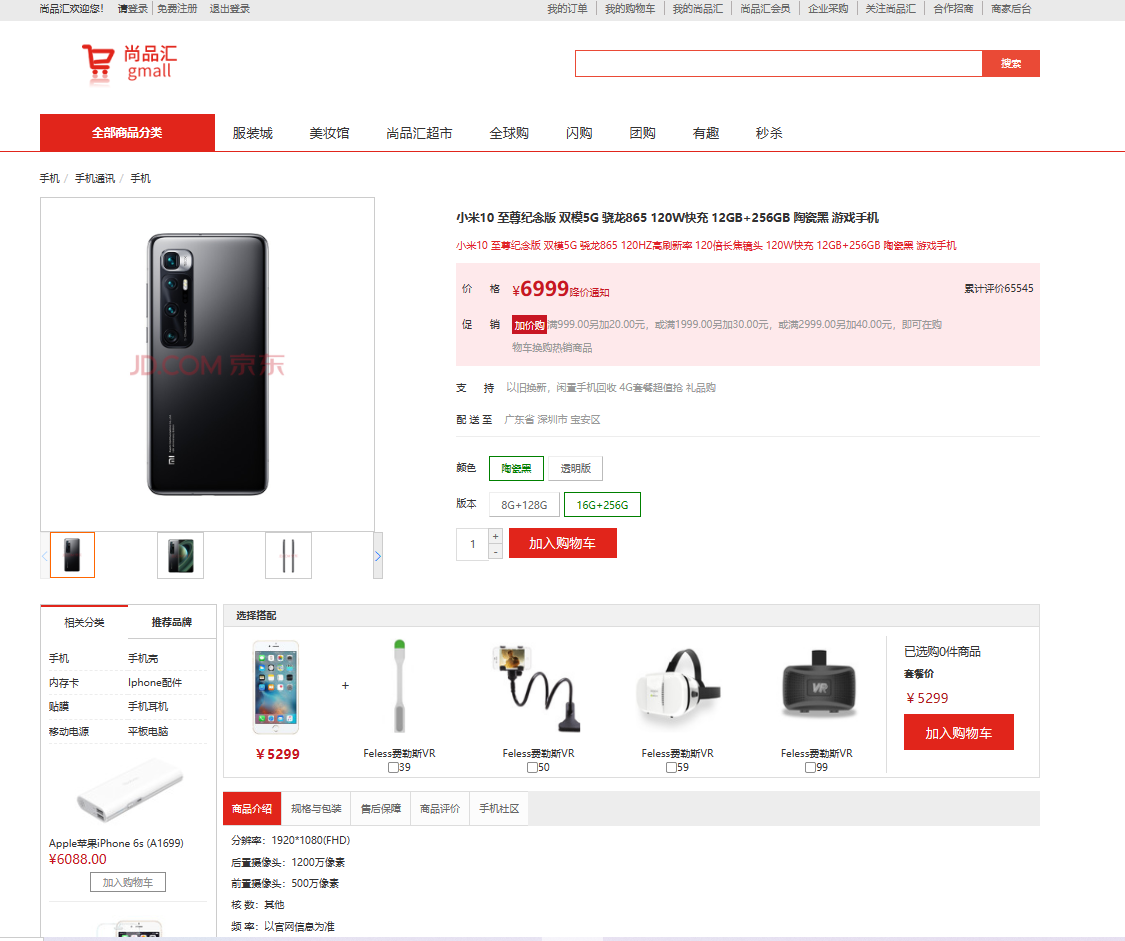 尚品汇欢迎您！ 请登录 免费注册 退出登录
我的订单 我的购物车 我的尚品汇 尚品汇会员 企业采购 关注尚品汇 合作招商 商家后台
尚品汇
gmall
搜索
全部商品分类 服装城 美妆馆 尚品汇超市 全球购 闪购 团购 有趣 秒杀
手机 / 手机通讯 / 手机
小米10 至尊纪念版 双模5G 骁龙865 120W快充 12GB+256GB 陶瓷黑 游戏手机
小米10 至尊纪念版 双模5G 骁龙865 120HZ高刷新率 120倍长焦镜头 120W快充 12GB+256GB 陶瓷黑 游戏手机
价 格 ¥6999降价通知 累计评价65545
促 销 加价购满999.00另加20.00元，或满1999.00另加30.00元，或满2999.00另加40.00元，即可在购
物车换购热销商品
JD.COM 京东
支 持 以旧换新，闲置手机回收 4G套餐超值抢 礼品购
配 送 至 广东省 深圳市 宝安区
颜色 陶瓷黑 透明版
版本 8G+128G 16G+256G
1 + - 加入购物车
相关分类 推荐品牌
手机 手机壳
内存卡 Iphone配件
贴膜 手机耳机
移动电源 平板电脑
Apple苹果iPhone 6s (A1699)
¥6088.00
加入购物车
选择搭配
+
VR
￥5299
Feless费勒斯VR
39
Feless费勒斯VR
50
Feless费勒斯VR
59
Feless费勒斯VR
99
已选购0件商品
套餐价
￥5299
加入购物车
商品介绍 规格与包装 售后保障 商品评价 手机社区
分辨率：1920*1080(FHD)
后置摄像头：1200万像素
前置摄像头：500万像素
核 数：其他
频 率：以官网信息为准